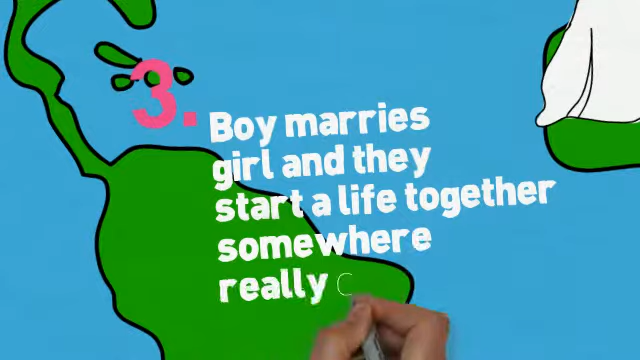 3.
Boy marries
girl and they
start a life together
somewhere
really